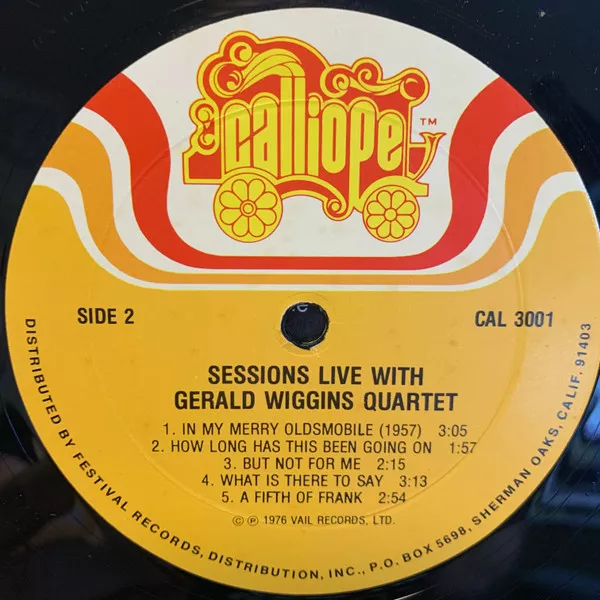 calliope™
SIDE 2
CAL 3001
SESSIONS LIVE WITH
GERALD WIGGINS QUARTET
1. IN MY MERRY OLDSMOBILE (1957) 3:05
2. HOW LONG HAS THIS BEEN GOING ON 1:57
3. BUT NOT FOR ME 2:15
4. WHAT IS THERE TO SAY 3:13
5. A FIFTH OF FRANK 2:54
© ℗ 1976 VAIL RECORDS, LTD.
DISTRIBUTED BY FESTIVAL RECORDS, DISTRIBUTION, INC., P.O. BOX 5698, SHERMAN OAKS, CALIF. 91403